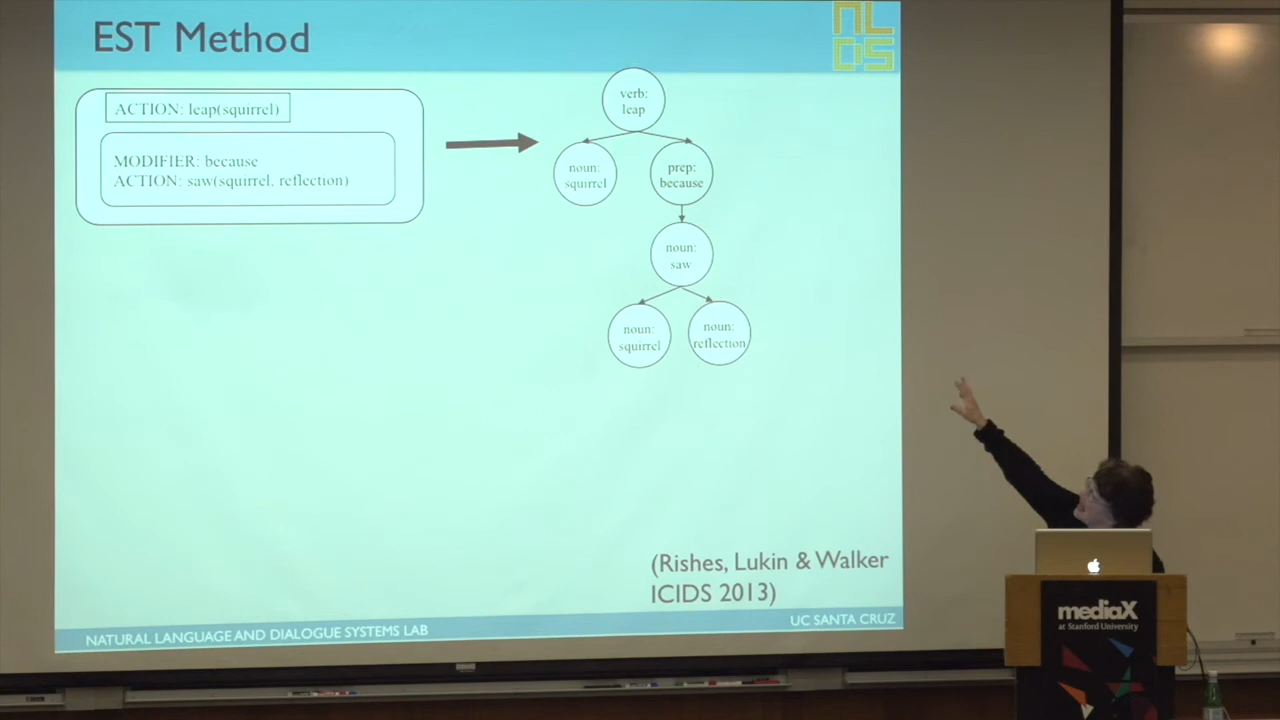 EST Method
NL
DS
ACTION: leap(squirrel)
MODIFIER: because
ACTION: saw(squirrel, reflection)
verb:
leap
noun:
squirrel
prep:
because
noun:
saw
noun:
squirrel
noun:
reflection
(Rishes, Lukin & Walker
ICIDS 2013)
NATURAL LANGUAGE AND DIALOGUE SYSTEMS LAB
UC SANTA CRUZ
mediaX
at Stanford University